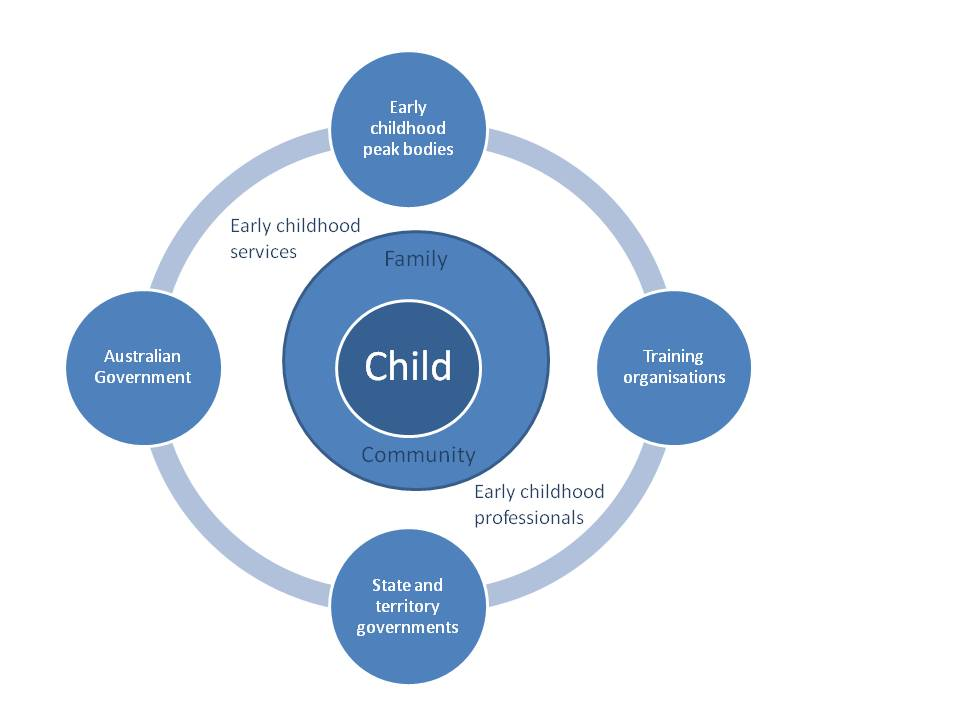 Early
childhood
peak bodies
Early childhood
services
Family
Australian
Government
Child
Training
organisations
Community
Early childhood
professionals
State and
territory
governments